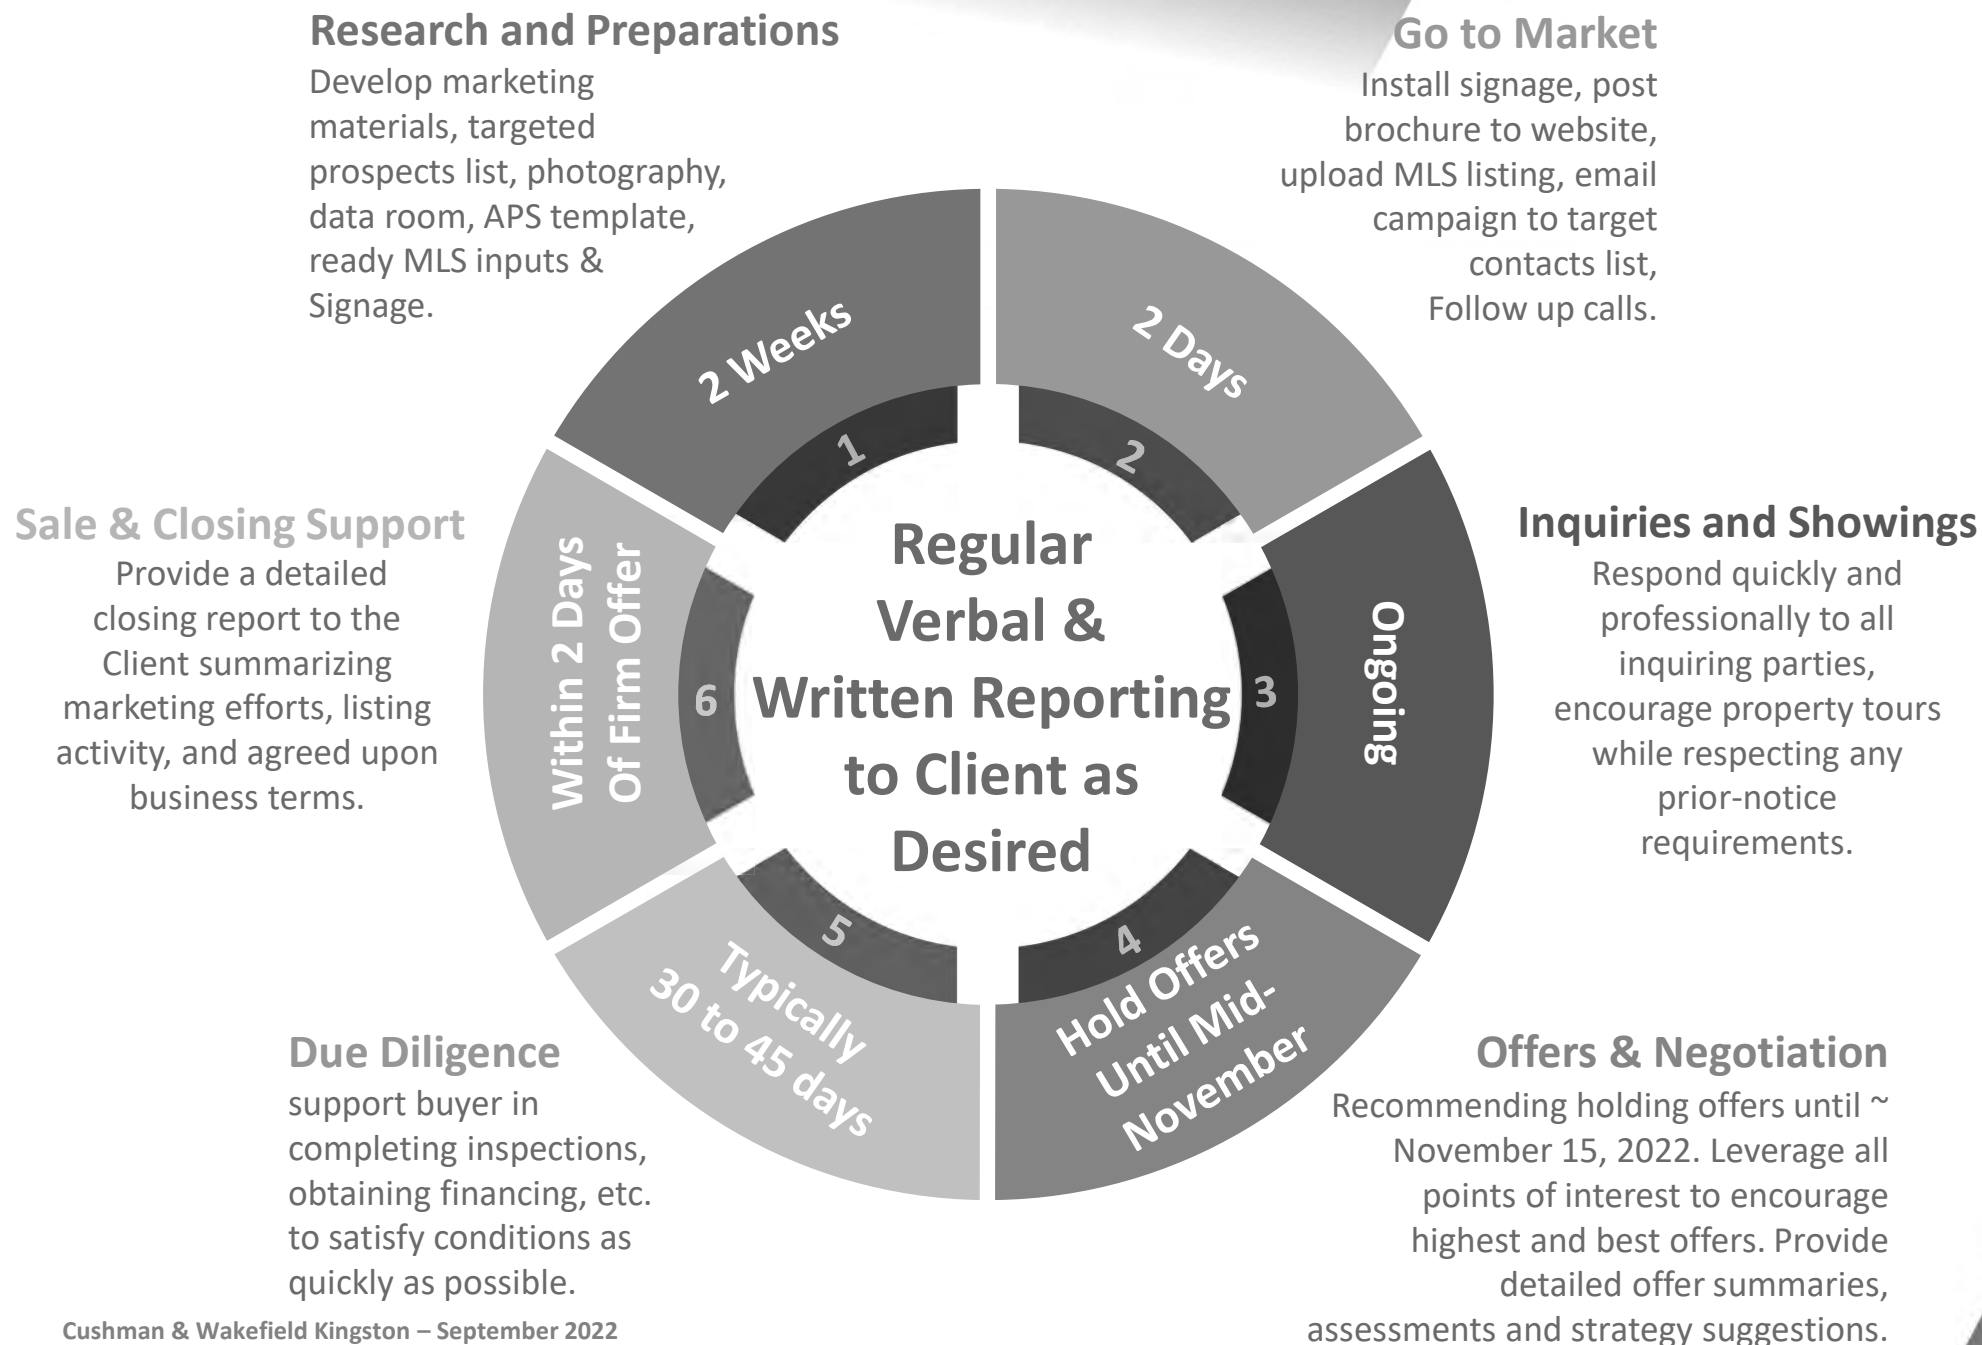 Research and Preparations
Develop marketing
materials, targeted
prospects list, photography,
data room, APS template,
ready MLS inputs &
Signage.
Go to Market
Install signage, post
brochure to website,
upload MLS listing, email
campaign to target
contacts list,
Follow up calls.
2 Weeks
1
2 Days
2
Inquiries and Showings
Respond quickly and
professionally to all
inquiring parties,
encourage property tours
while respecting any
prior-notice
requirements.
Ongoing
3
Hold Offers
Until Mid-
November
4
Offers & Negotiation
Recommending holding offers until ~
November 15, 2022. Leverage all
points of interest to encourage
highest and best offers. Provide
detailed offer summaries,
assessments and strategy suggestions.
Typically
30 to 45 days
5
Due Diligence
support buyer in
completing inspections,
obtaining financing, etc.
to satisfy conditions as
quickly as possible.
Within 2 Days
Of Firm Offer
6
Sale & Closing Support
Provide a detailed
closing report to the
Client summarizing
marketing efforts, listing
activity, and agreed upon
business terms.
Regular
Verbal &
Written Reporting
to Client as
Desired
Cushman & Wakefield Kingston – September 2022